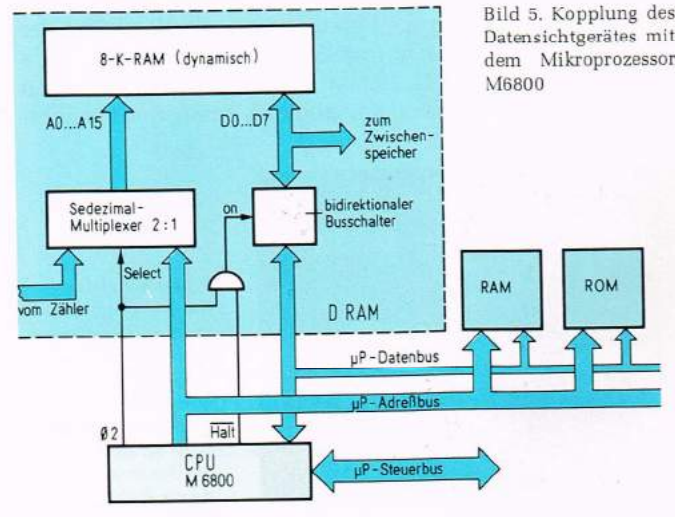 Bild 5. Kopplung des
Datensichtgerätes mit
dem Mikroprozessor
M6800
8-K-RAM (dynamisch)
A0...A15
D0...D7
zum
Zwischen-
speicher
Sedezimal-
Multiplexer 2:1
on
bidirektionaler
Busschalter
Select
vom Zähler
D RAM
RAM
ROM
µP-Datenbus
µP-Adreßbus
Ø2
Halt
CPU
M6800
µP-Steuerbus